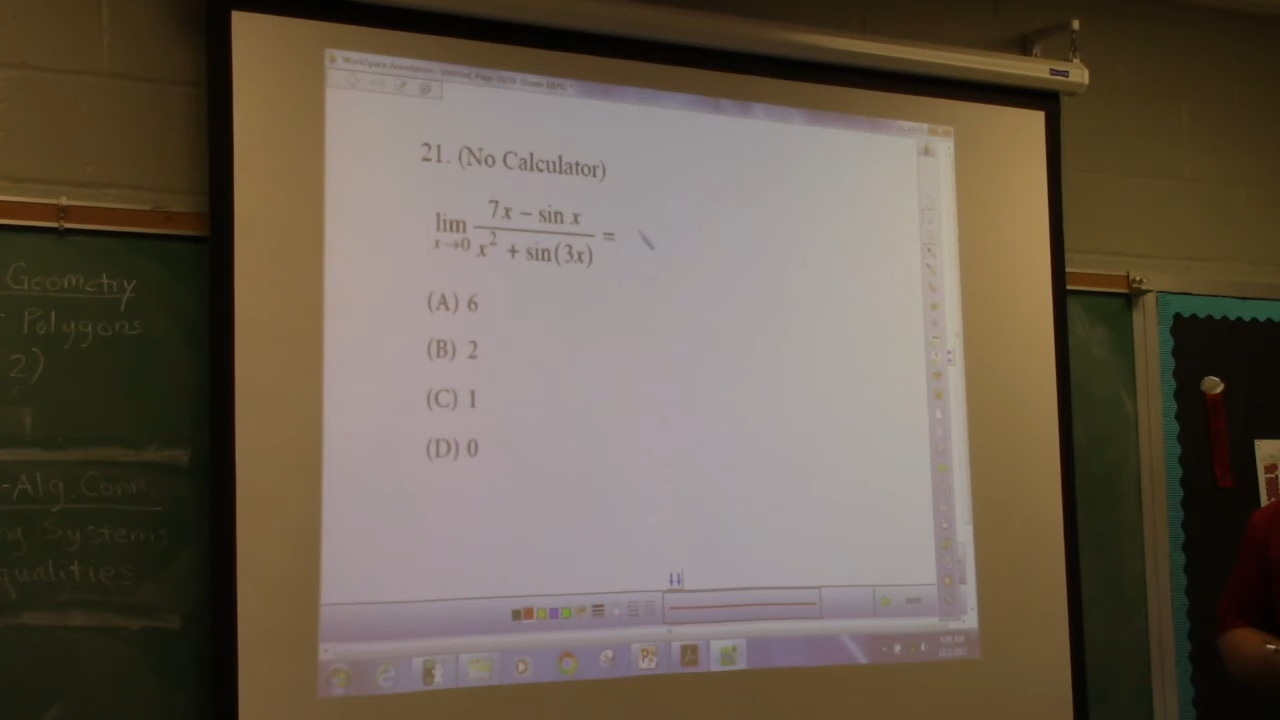 21. (No Calculator)
lim x→0 (7x − sin x)/(x² + sin(3x)) =
(A) 6
(B) 2
(C) 1
(D) 0
Geometry
Polygons
2)
-Alg. Conn.
ng Systems
qualities